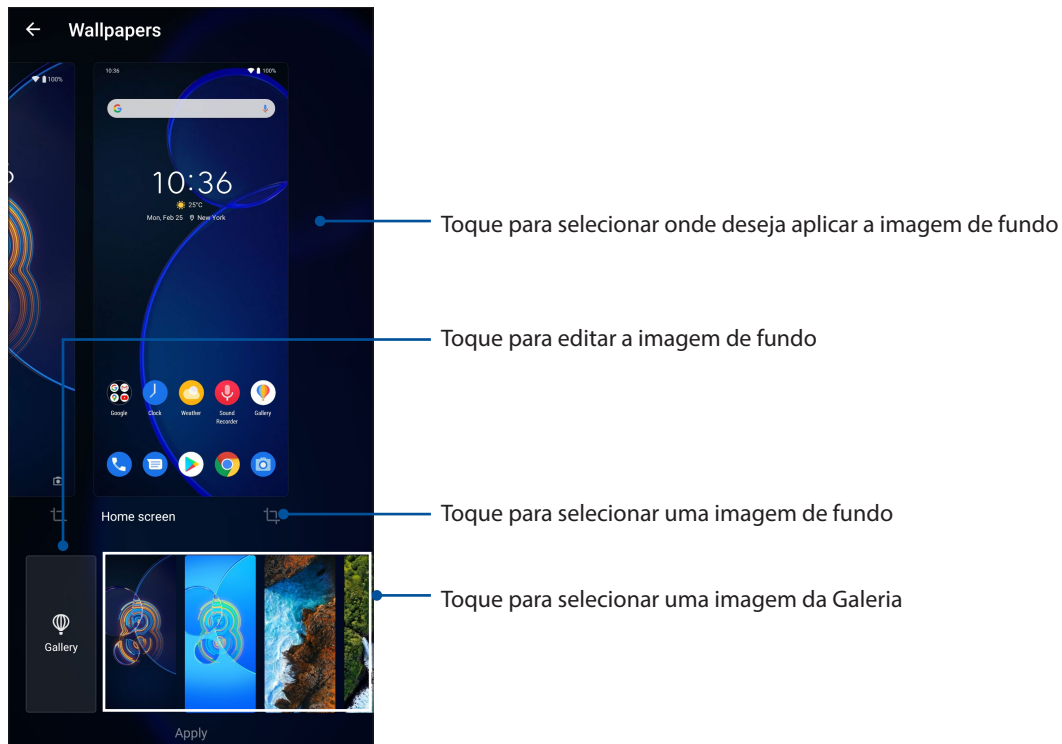 Wallpapers
100%
10:36
100%
10:36
25°C
Mon, Feb 25 New York
Toque para selecionar onde deseja aplicar a imagem de fundo
Toque para editar a imagem de fundo
Google Clock Weather Sound Recorder Gallery
Home screen
Toque para selecionar uma imagem de fundo
Toque para selecionar uma imagem da Galeria
Gallery
Apply